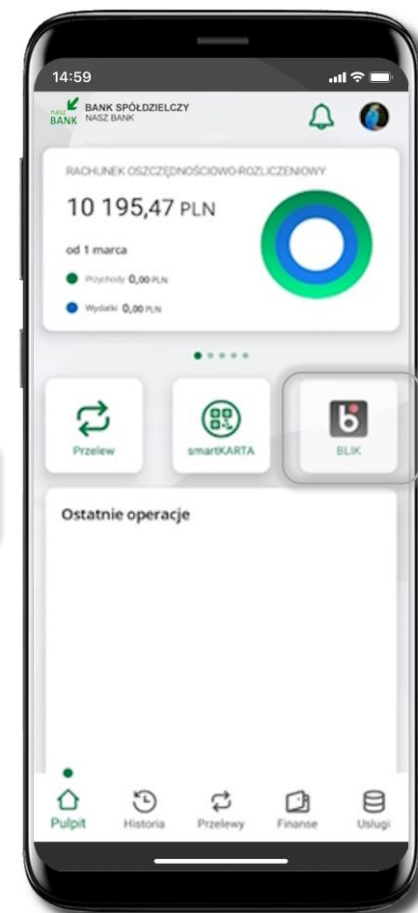 14:59
nasz BANK
BANK SPÓŁDZIELCZY
NASZ BANK
RACHUNEK OSZCZĘDNOŚCIOWO-ROZLICZENIOWY
10 195,47 PLN
od 1 marca
Przychody 0,00 PLN
Wydatki 0,00 PLN
Przelew
smartKARTA
BLIK
Ostatnie operacje
Pulpit
Historia
Przelewy
Finanse
Usługi